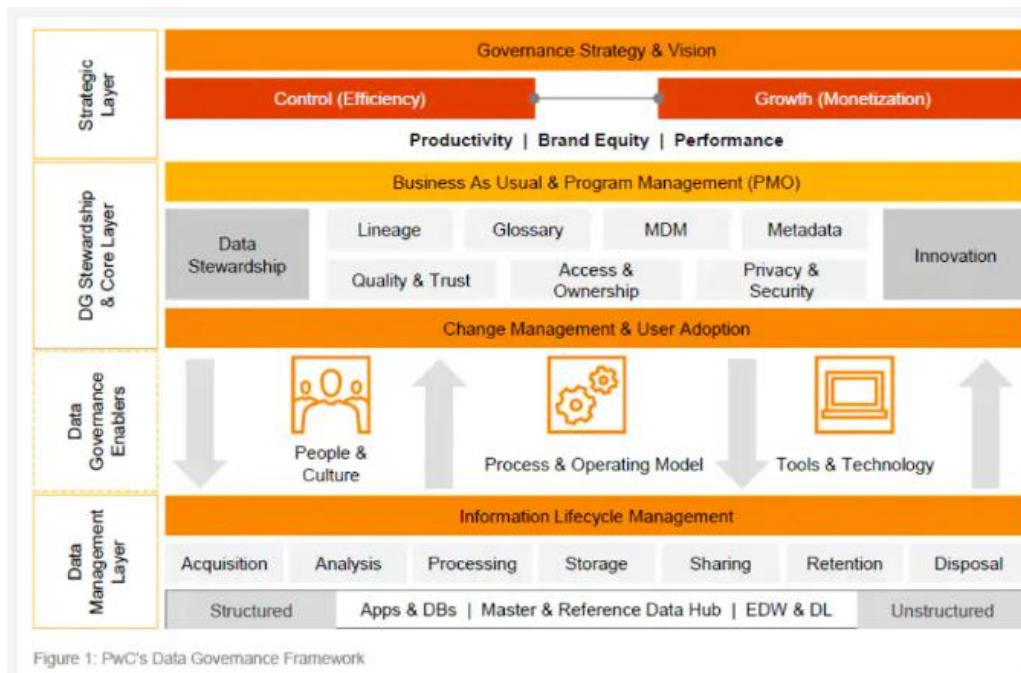 Strategic
Layer
Governance Strategy & Vision
Control (Efficiency)
Growth (Monetization)
Productivity | Brand Equity | Performance
DG Stewardship
& Core Layer
Business As Usual & Program Management (PMO)
Data
Stewardship
Lineage
Glossary
MDM
Metadata
Quality & Trust
Access &
Ownership
Privacy &
Security
Innovation
Change Management & User Adoption
Data
Governance
Enablers
People &
Culture
Process & Operating Model
Tools & Technology
Data
Management
Layer
Information Lifecycle Management
Acquisition
Analysis
Processing
Storage
Sharing
Retention
Disposal
Structured
Apps & DBs | Master & Reference Data Hub | EDW & DL
Unstructured
Figure 1: PwC's Data Governance Framework